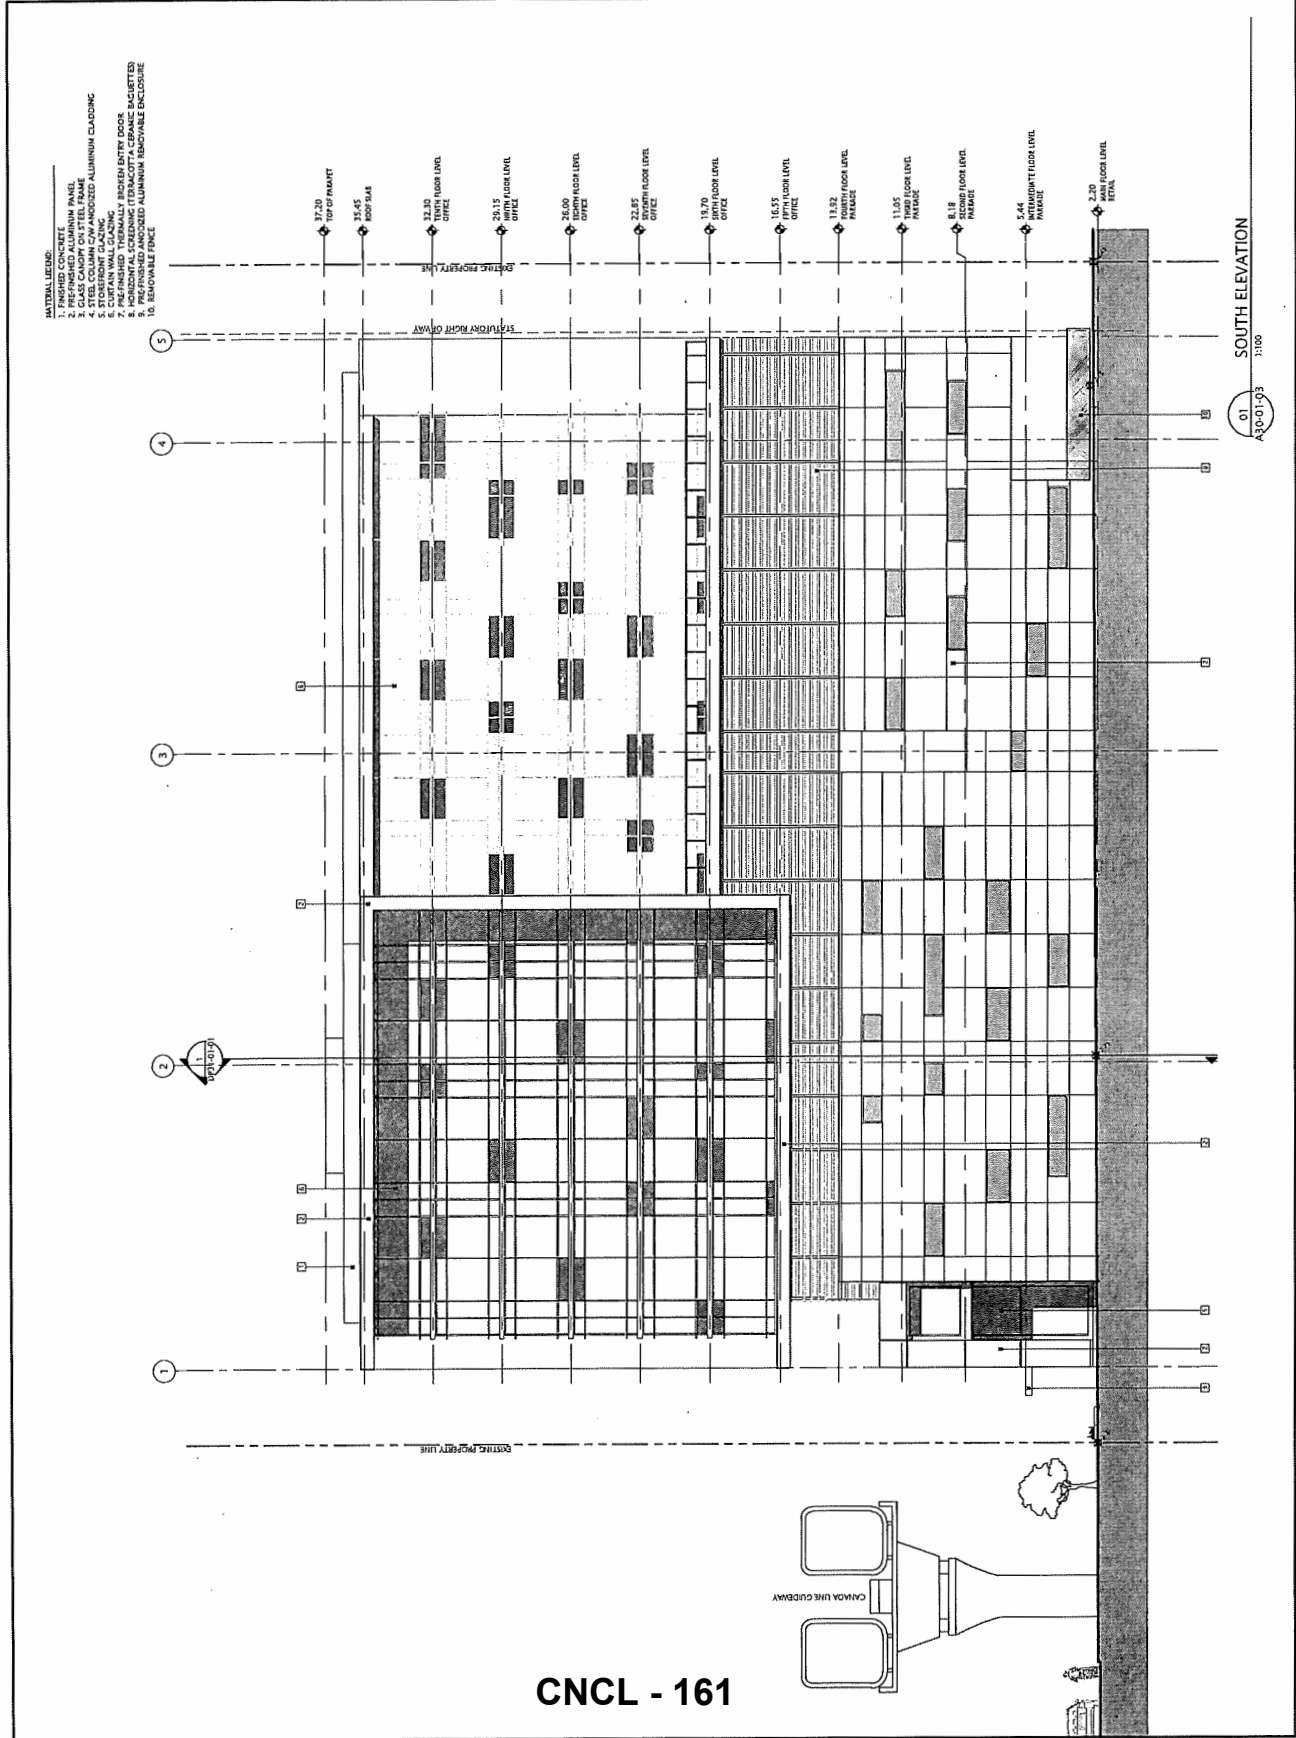 MATERIAL LEGEND:
1. FINISHED CONCRETE
2. PRE-FINISHED ALUMINUM PANEL
3. GLASS CANOPY ON STEEL FRAME
4. STEEL COLUMN C/W ANODIZED ALUMINUM CLADDING
5. STOREFRONT GLAZING
6. CURTAIN WALL GLAZING
7. PRE-FINISHED THERMALLY BROKEN ENTRY DOOR
8. HORIZONTAL SCREENING (TERRACOTTA CERAMIC BAGUETTES)
9. PRE-FINISHED ANODIZED ALUMINUM REMOVABLE ENCLOSURE
10. REMOVABLE FENCE
37.20
TOP OF PARAPET
35.45
ROOF SLAB
32.30
TENTH FLOOR LEVEL
OFFICE
29.15
NINTH FLOOR LEVEL
OFFICE
26.00
EIGHTH FLOOR LEVEL
OFFICE
22.85
SEVENTH FLOOR LEVEL
OFFICE
19.70
SIXTH FLOOR LEVEL
OFFICE
16.55
FIFTH FLOOR LEVEL
OFFICE
13.92
FOURTH FLOOR LEVEL
PARKADE
11.05
THIRD FLOOR LEVEL
PARKADE
8.18
SECOND FLOOR LEVEL
PARKADE
5.44
INTERMEDIATE FLOOR LEVEL
PARKADE
2.20
MAIN FLOOR LEVEL
RETAIL
EXISTING PROPERTY LINE
STATUTORY RIGHT OF WAY
5
4
3
2
1
1
EXISTING PROPERTY LINE
CANADA LINE GUIDEWAY
01
A30-01-03
SOUTH ELEVATION
1:100
CNCL - 161